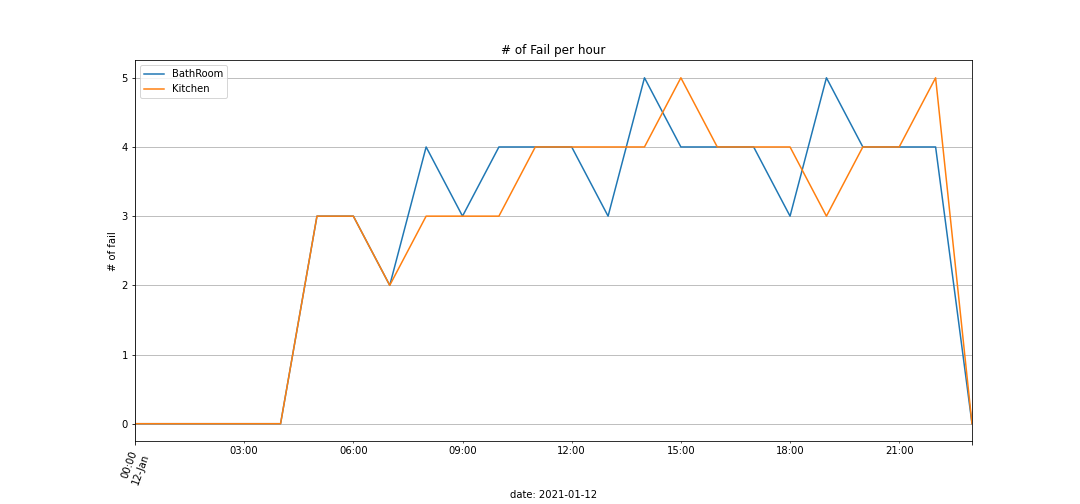 # of Fail per hour
BathRoom
Kitchen
# of fail
5
4
3
2
1
0
00:00
12-Jan
03:00
06:00
09:00
12:00
15:00
18:00
21:00
date: 2021-01-12